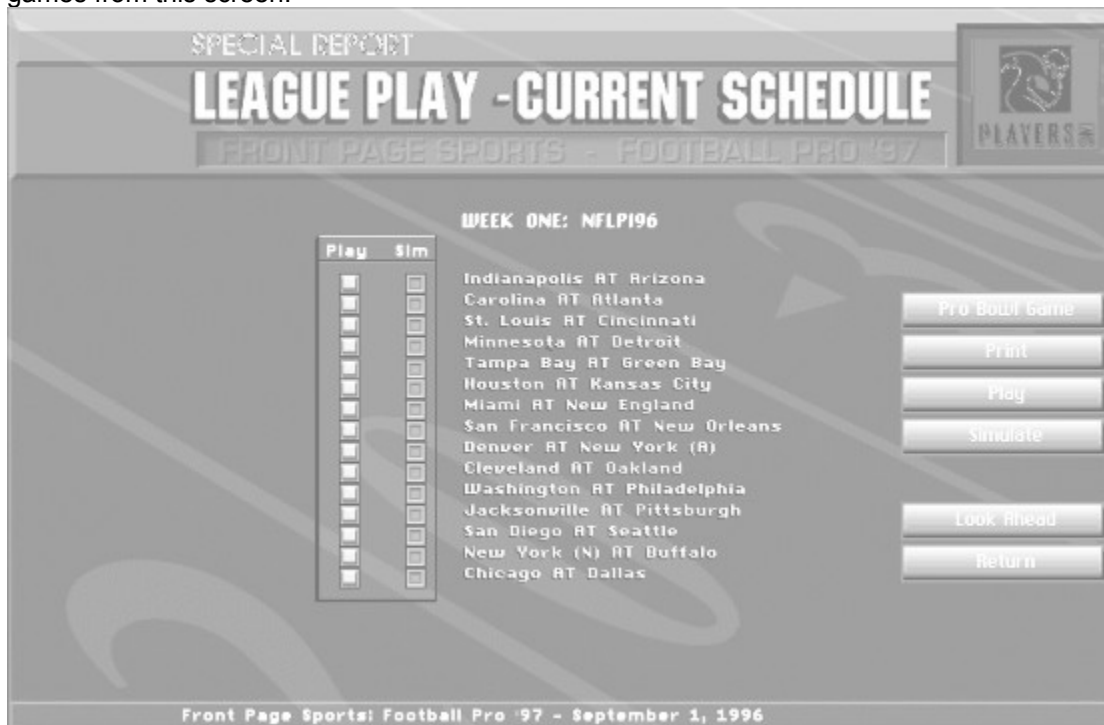 games from this screen.
SPECIAL REPORT
LEAGUE PLAY -CURRENT SCHEDULE
FRONT PAGE SPORTS - FOOTBALL PRO '97
PLAYERS INC
WEEK ONE: NFLPI96
Play Sim
Indianapolis AT Arizona
Carolina AT Atlanta
St. Louis AT Cincinnati
Minnesota AT Detroit
Tampa Bay AT Green Bay
Houston AT Kansas City
Miami AT New England
San Francisco AT New Orleans
Denver AT New York (A)
Cleveland AT Oakland
Washington AT Philadelphia
Jacksonville AT Pittsburgh
San Diego AT Seattle
New York (N) AT Buffalo
Chicago AT Dallas
Pro Bowl Game
Print
Play
Simulate
Look Ahead
Return
Front Page Sports: Football Pro '97 - September 1, 1996